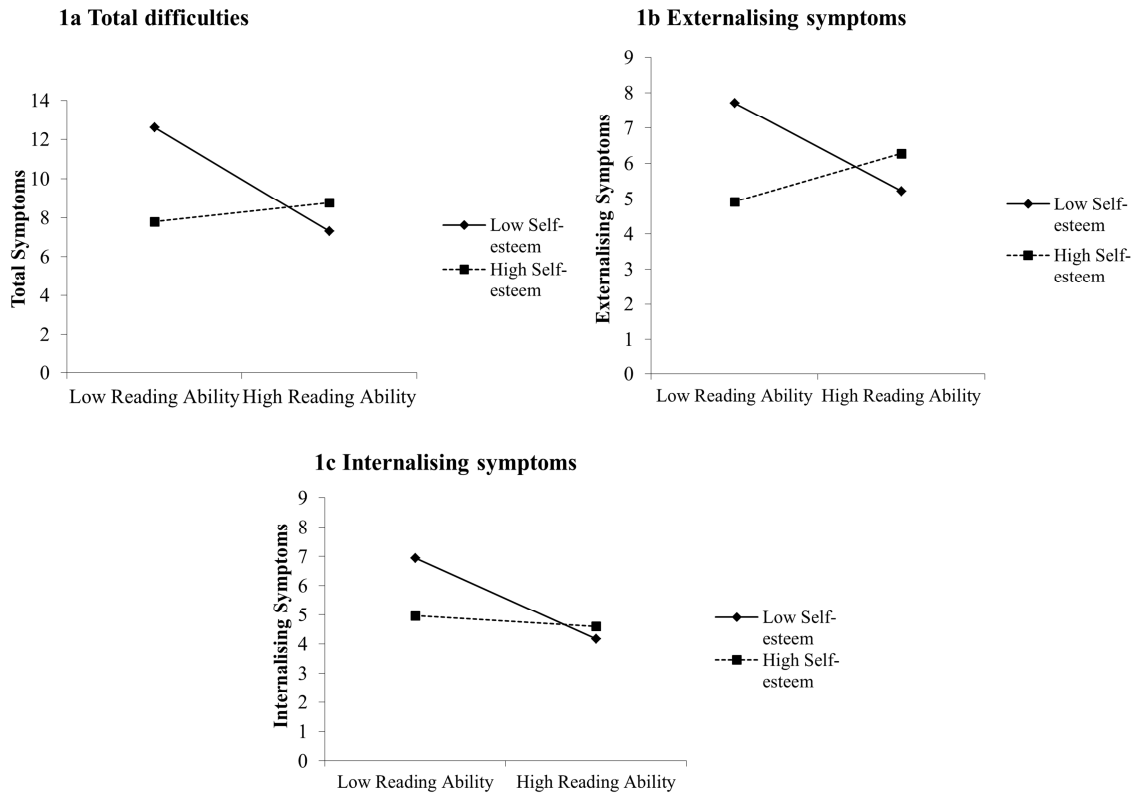 1a Total difficulties
14
12
10
8
6
4
2
0
Total Symptoms
Low Reading Ability High Reading Ability
Low Self-
esteem
High Self-
esteem
1b Externalising symptoms
9
8
7
6
5
4
3
2
1
0
Externalising Symptoms
Low Reading Ability High Reading Ability
Low Self-
esteem
High Self-
esteem
1c Internalising symptoms
9
8
7
6
5
4
3
2
1
0
Internalising Symptoms
Low Reading Ability High Reading Ability
Low Self-
esteem
High Self-
esteem